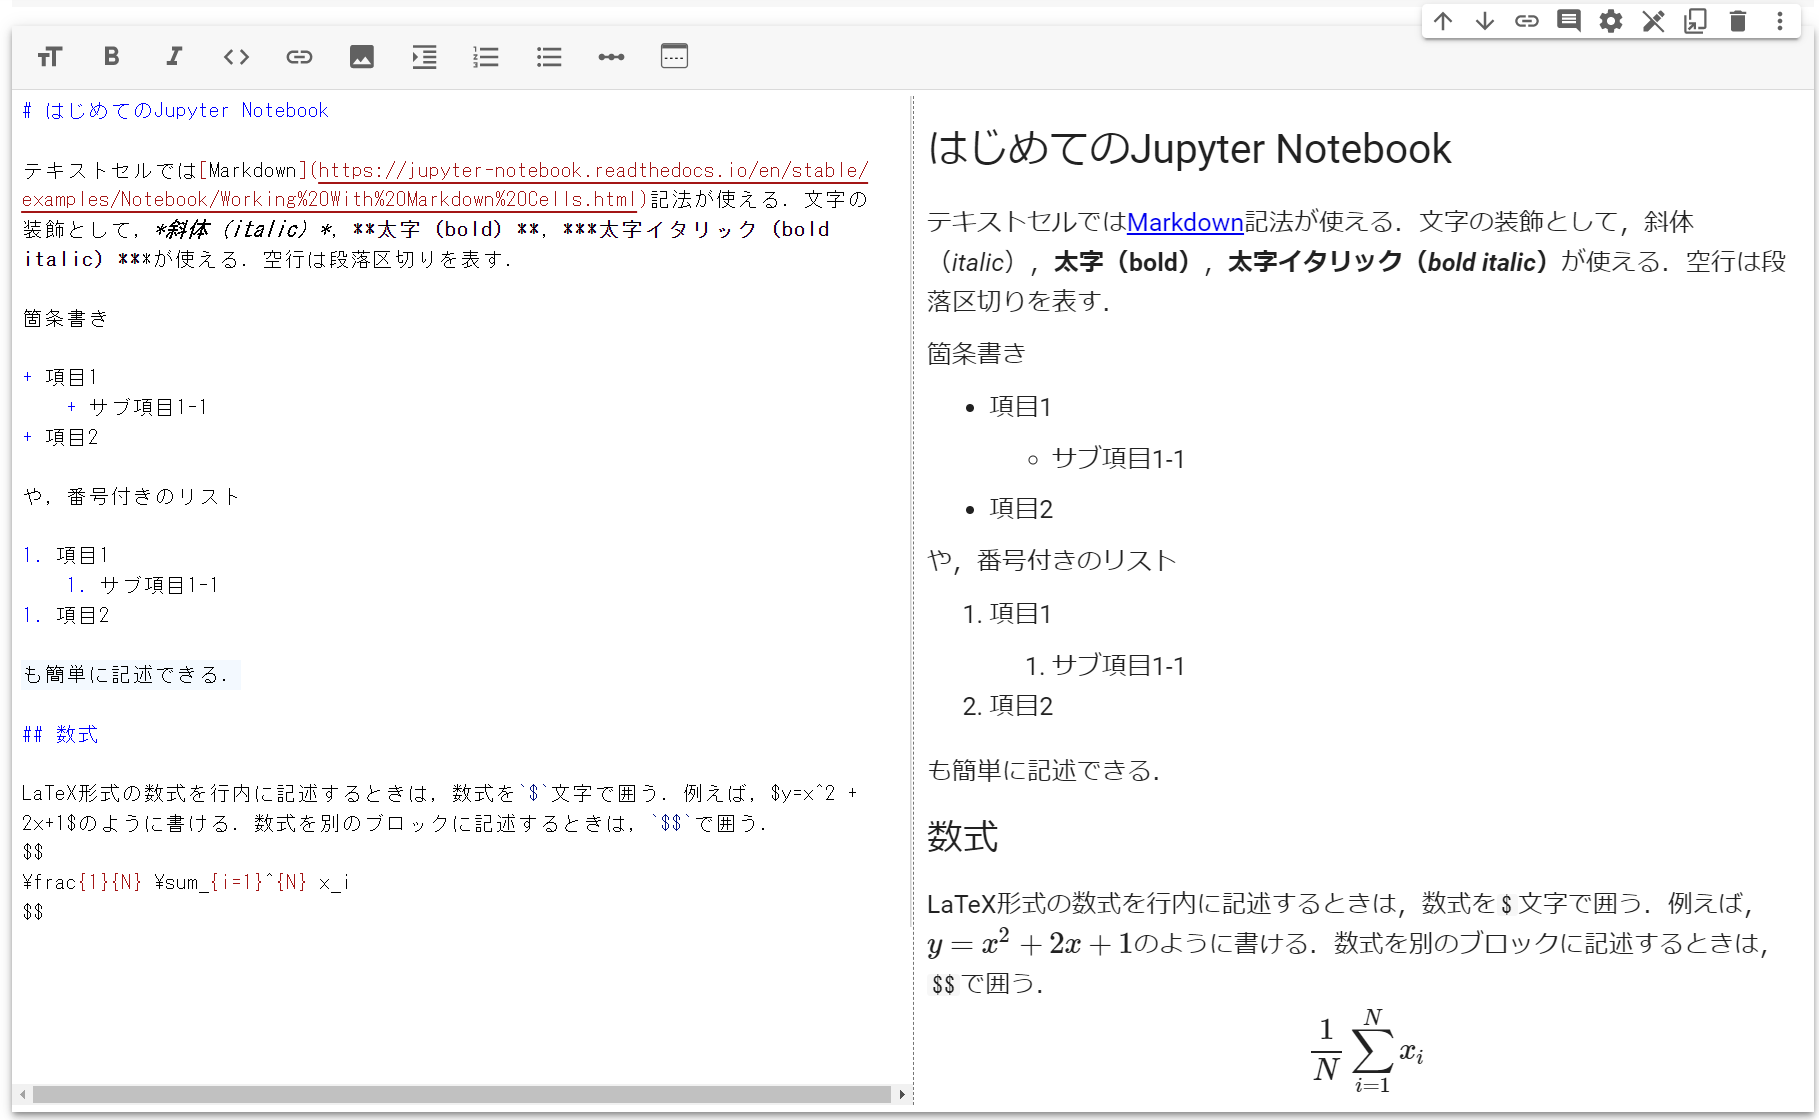 # はじめてのJupyter Notebook
テキストセルでは[Markdown](https://jupyter-notebook.readthedocs.io/en/stable/
examples/Notebook/Working%20With%20Markdown%20Cells.html)記法が使える．文字の
装飾として，*斜体（italic）*，**太字（bold）**，***太字イタリック（bold
italic）***が使える．空行は段落区切りを表す．
箇条書き
+ 項目1
+ サブ項目1-1
+ 項目2
や，番号付きのリスト
1. 項目1
1. サブ項目1-1
1. 項目2
も簡単に記述できる．
## 数式
LaTeX形式の数式を行内に記述するときは，数式を`$`文字で囲う．例えば，$y=x^2 +
2x+1$のように書ける．数式を別のブロックに記述するときは，`$$`で囲う．
$$
¥frac{1}{N} ¥sum_{i=1}^{N} x_i
$$
はじめてのJupyter Notebook
テキストセルではMarkdown記法が使える．文字の装飾として，斜体
（italic），太字（bold），太字イタリック（bold italic）が使える．空行は段
落区切りを表す．
箇条書き
• 項目1
◦ サブ項目1-1
• 項目2
や，番号付きのリスト
1. 項目1
1. サブ項目1-1
2. 項目2
も簡単に記述できる．
数式
LaTeX形式の数式を行内に記述するときは，数式を$文字で囲う．例えば，
y = x² + 2x + 1のように書ける．数式を別のブロックに記述するときは，
$$で囲う．
\frac{1}{N} \sum_{i=1}^{N} x_i